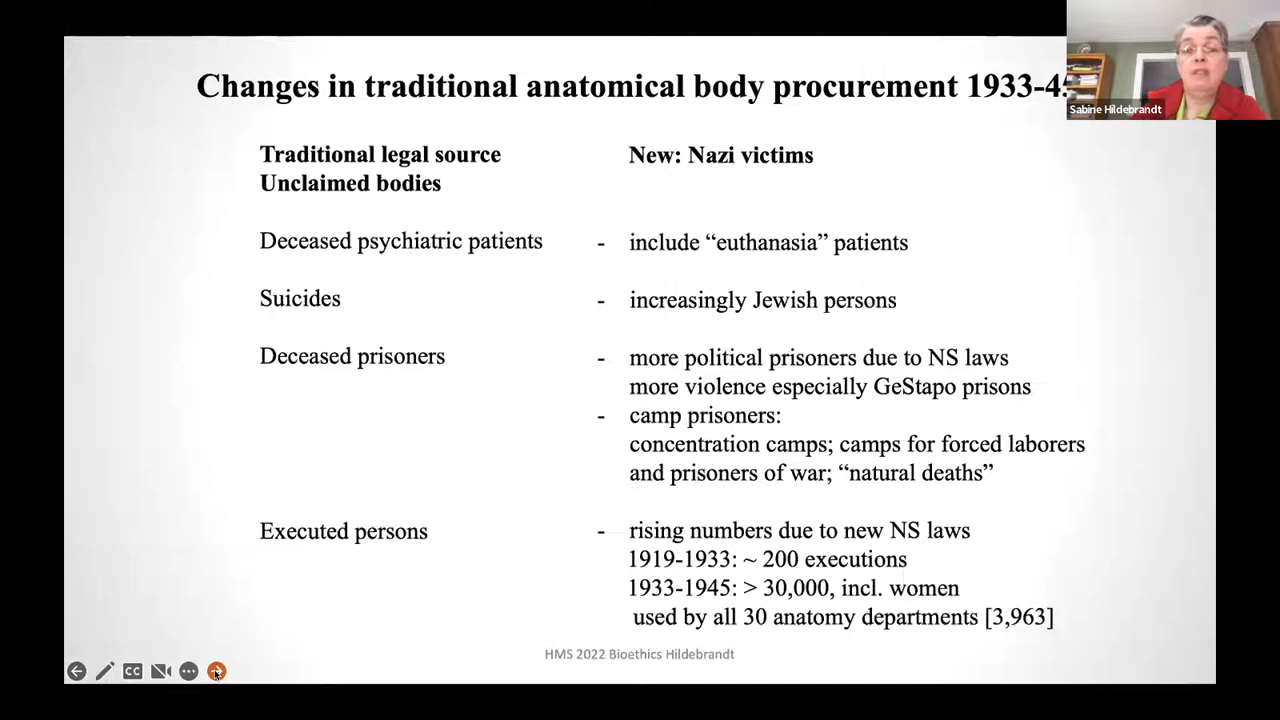 Changes in traditional anatomical body procurement 1933-45
Sabine Hildebrandt
Traditional legal source
Unclaimed bodies
New: Nazi victims
Deceased psychiatric patients
- include “euthanasia” patients
Suicides
- increasingly Jewish persons
Deceased prisoners
- more political prisoners due to NS laws
more violence especially GeStapo prisons
- camp prisoners:
concentration camps; camps for forced laborers
and prisoners of war; “natural deaths”
Executed persons
- rising numbers due to new NS laws
1919-1933: ~ 200 executions
1933-1945: > 30,000, incl. women
used by all 30 anatomy departments [3,963]
HMS 2022 Bioethics Hildebrandt
CC